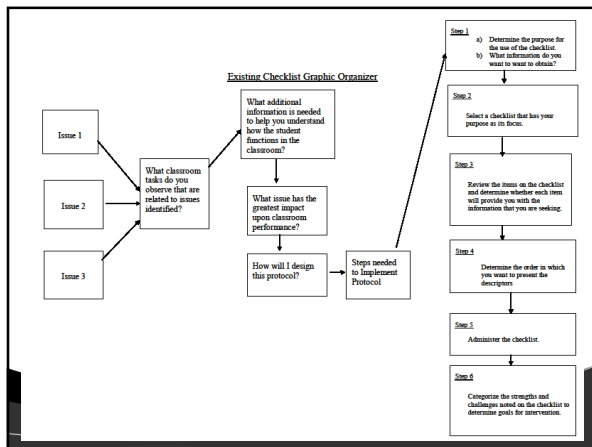 Existing Checklist Graphic Organizer
Issue 1
Issue 2
Issue 3
What classroom
tasks do you
observe that are
related to issues
identified?
What additional
information is needed
to help you understand
how the student
functions in the
classroom?
What issue has the
greatest impact
upon classroom
performance?
How will I design
this protocol?
Steps needed
to Implement
Protocol
Step 1
a) Determine the purpose for
the use of the checklist.
b) What information do you
want to want to obtain?
Step 2
Select a checklist that has your
purpose as its focus.
Step 3
Review the items on the checklist
and determine whether each item
will provide you with the
information that you are seeking.
Step 4
Determine the order in which
you want to present the
descriptors
Step 5
Administer the checklist.
Step 6
Categorize the strengths and
challenges noted on the checklist to
determine goals for intervention.